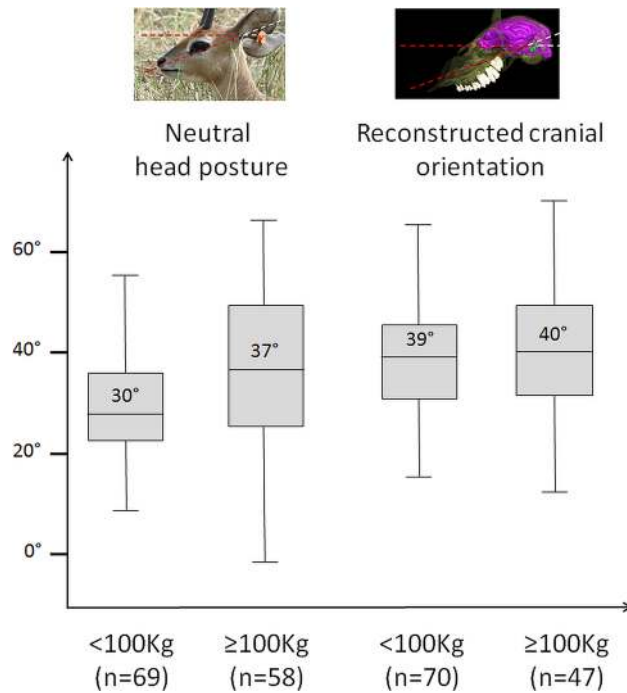 Neutral
head posture
Reconstructed cranial
orientation
60°
40°
20°
0°
30°
37°
39°
40°
<100Kg
(n=69)
≥100Kg
(n=58)
<100Kg
(n=70)
≥100Kg
(n=47)